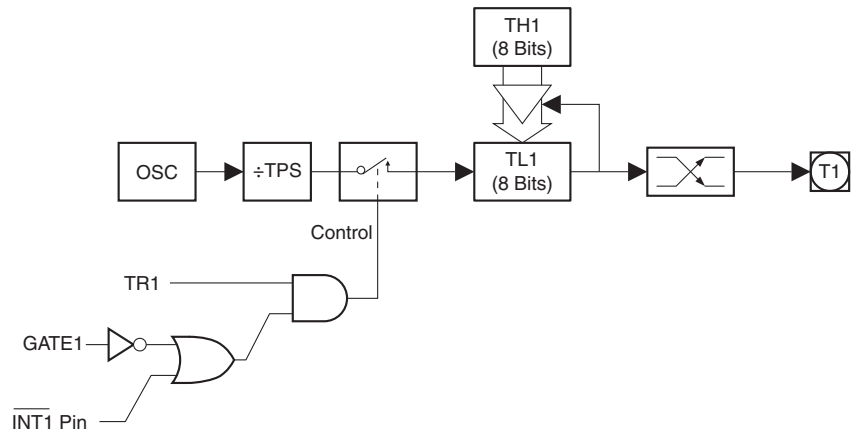 TH1
(8 Bits)
OSC
÷TPS
TL1
(8 Bits)
T1
Control
TR1
GATE1
INT1 Pin